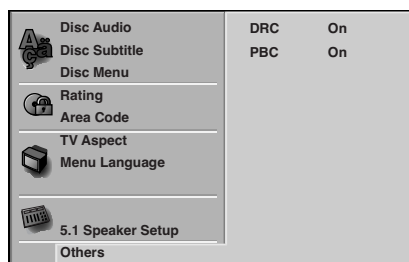 Disc Audio
Disc Subtitle
Disc Menu
Rating
Area Code
TV Aspect
Menu Language
5.1 Speaker Setup
Others
DRC On
PBC On